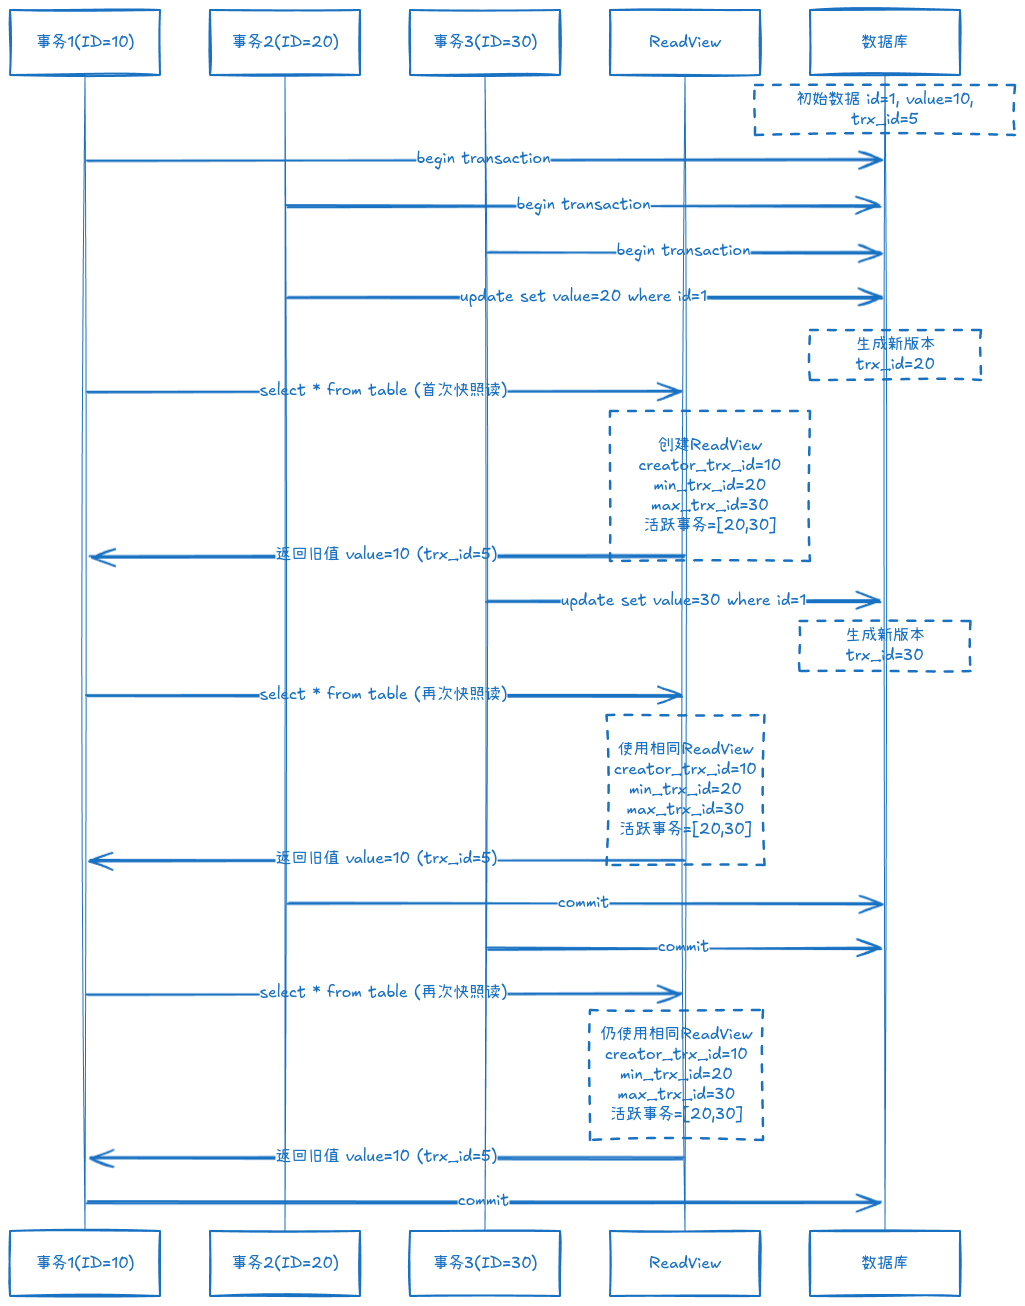 事务1(ID=10)
事务2(ID=20)
事务3(ID=30)
ReadView
数据库
初始数据 id=1, value=10,
trx_id=5
begin transaction
begin transaction
begin transaction
update set value=20 where id=1
生成新版本
trx_id=20
select * from table (首次快照读)
创建ReadView
creator_trx_id=10
min_trx_id=20
max_trx_id=30
活跃事务=[20,30]
返回旧值 value=10 (trx_id=5)
update set value=30 where id=1
生成新版本
trx_id=30
select * from table (再次快照读)
使用相同ReadView
creator_trx_id=10
min_trx_id=20
max_trx_id=30
活跃事务=[20,30]
返回旧值 value=10 (trx_id=5)
commit
commit
select * from table (再次快照读)
仍使用相同ReadView
creator_trx_id=10
min_trx_id=20
max_trx_id=30
活跃事务=[20,30]
返回旧值 value=10 (trx_id=5)
commit
事务1(ID=10)
事务2(ID=20)
事务3(ID=30)
ReadView
数据库